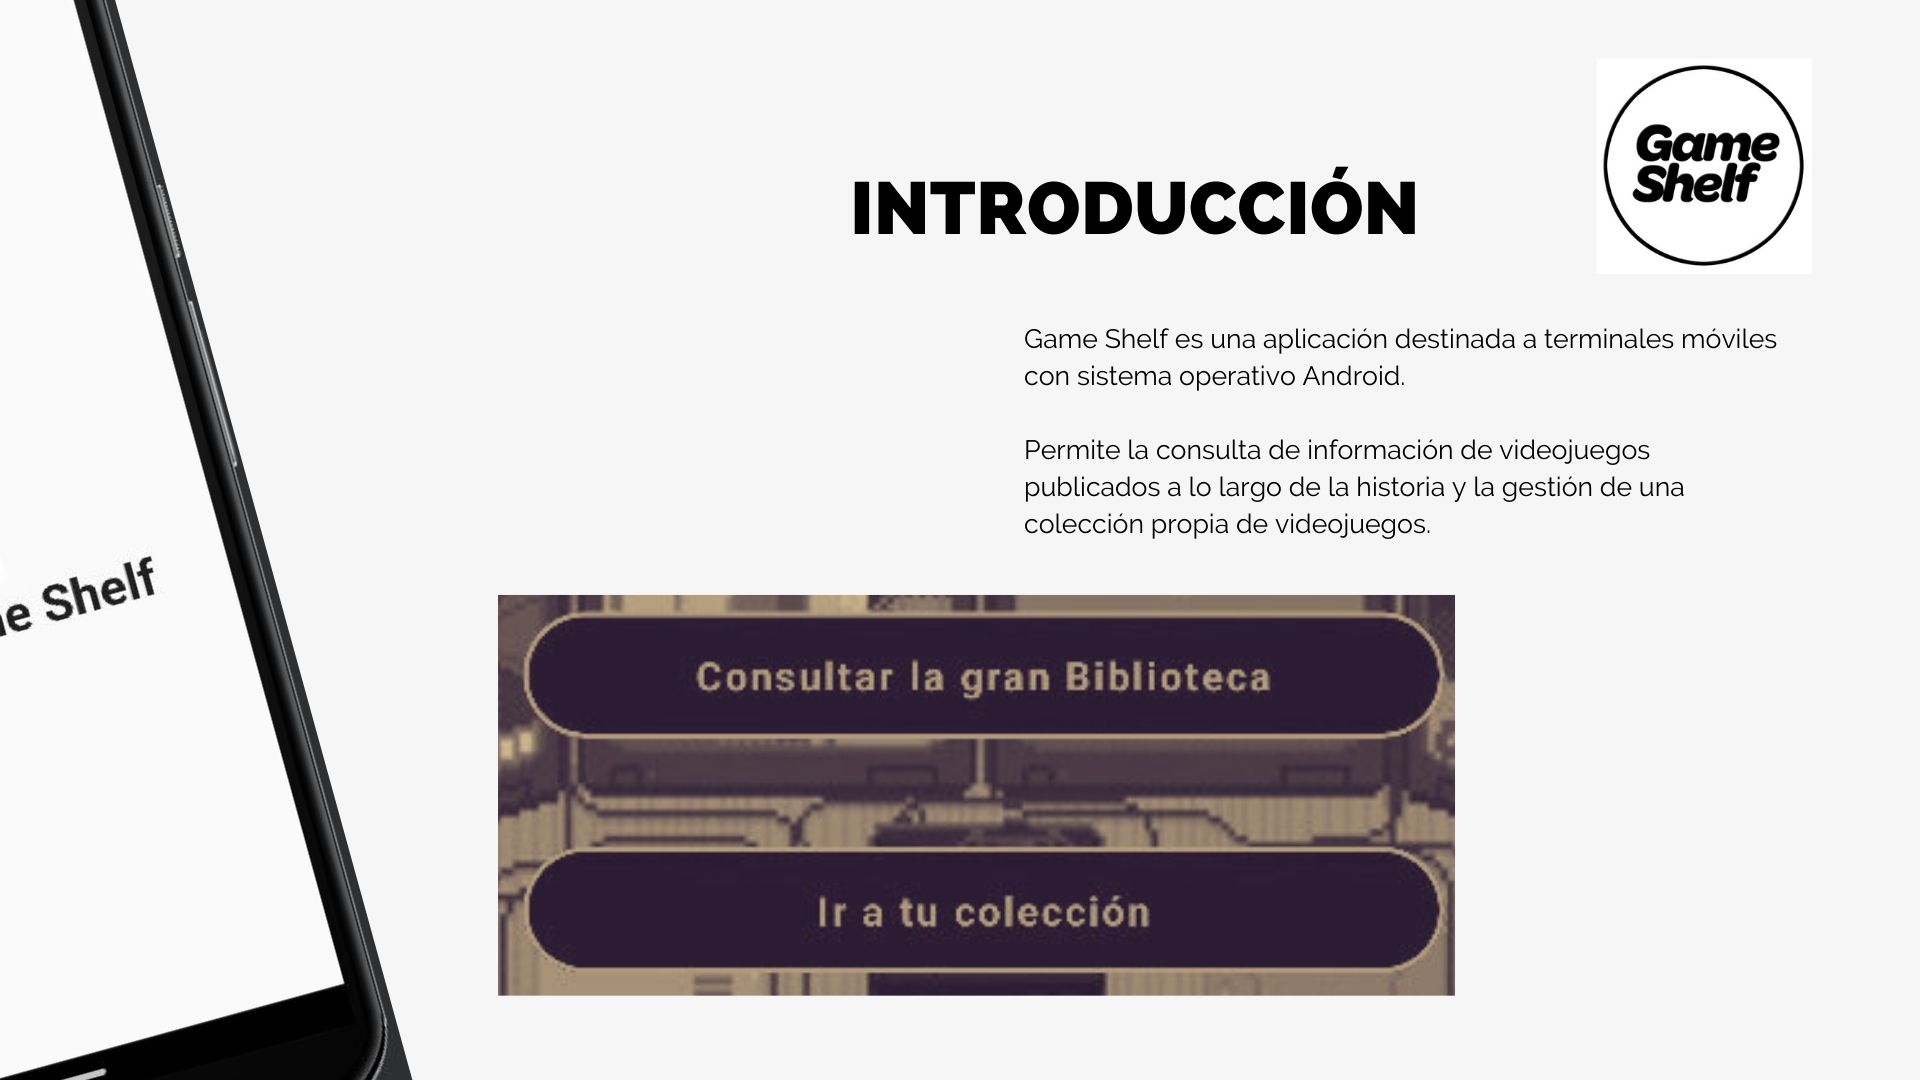 Game
Shelf
INTRODUCCIÓN
Game Shelf es una aplicación destinada a terminales móviles
con sistema operativo Android.
Permite la consulta de información de videojuegos
publicados a lo largo de la historia y la gestión de una
colección propia de videojuegos.
e Shelf
Consultar la gran Biblioteca
Ir a tu colección